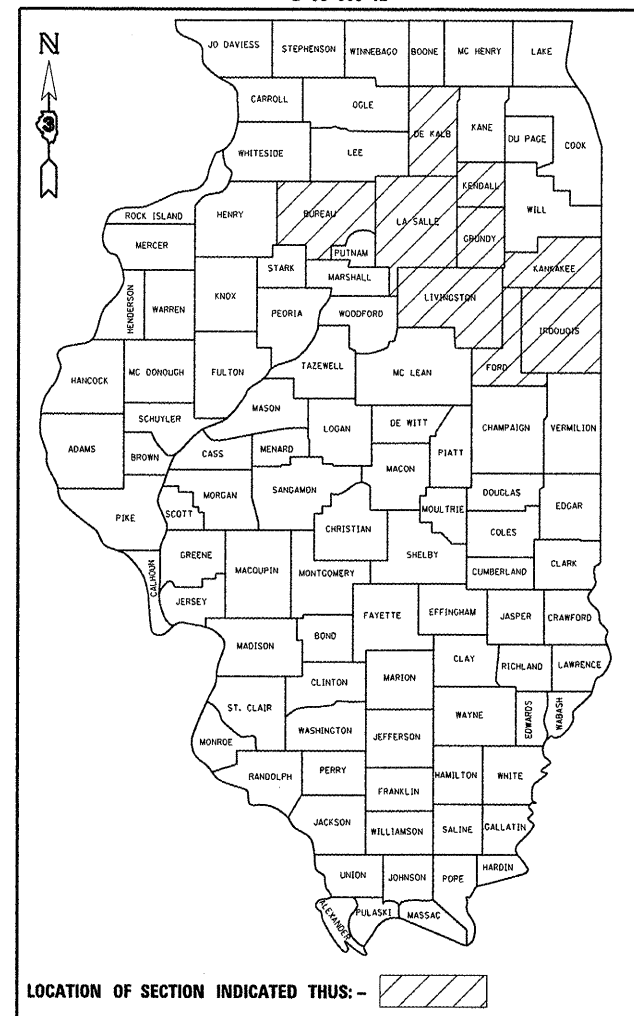 N
3
JO DAVIESS
STEPHENSON
WINNEBAGO
BOONE
MC HENRY
LAKE
CARROLL
OGLE
DE KALB
KANE
DU PAGE
COOK
WHITESIDE
LEE
KENDALL
WILL
ROCK ISLAND
HENRY
BUREAU
LA SALLE
GRUNDY
MERCER
PUTNAM
KANKAKEE
STARK
MARSHALL
HENDERSON
WARREN
KNOX
PEORIA
WOODFORD
LIVINGSTON
IROQUOIS
FORD
HANCOCK
MC DONOUGH
FULTON
TAZEWELL
MC LEAN
MASON
SCHUYLER
LOGAN
DE WITT
CHAMPAIGN
VERMILION
ADAMS
BROWN
CASS
MENARD
MACON
PIATT
PIKE
SCOTT
MORGAN
SANGAMON
CHRISTIAN
MOULTRIE
DOUGLAS
EDGAR
COLES
CALHOUN
GREENE
MACOUPIN
MONTGOMERY
SHELBY
CUMBERLAND
CLARK
JERSEY
FAYETTE
EFFINGHAM
JASPER
CRAWFORD
MADISON
BOND
CLAY
RICHLAND
LAWRENCE
CLINTON
MARION
ST. CLAIR
WAYNE
EDWARDS
WABASH
WASHINGTON
JEFFERSON
MONROE
RANDOLPH
PERRY
HAMILTON
WHITE
FRANKLIN
JACKSON
WILLIAMSON
SALINE
GALLATIN
UNION
JOHNSON
POPE
HARDIN
ALEXANDER
PULASKI
MASSAC
LOCATION OF SECTION INDICATED THUS: -